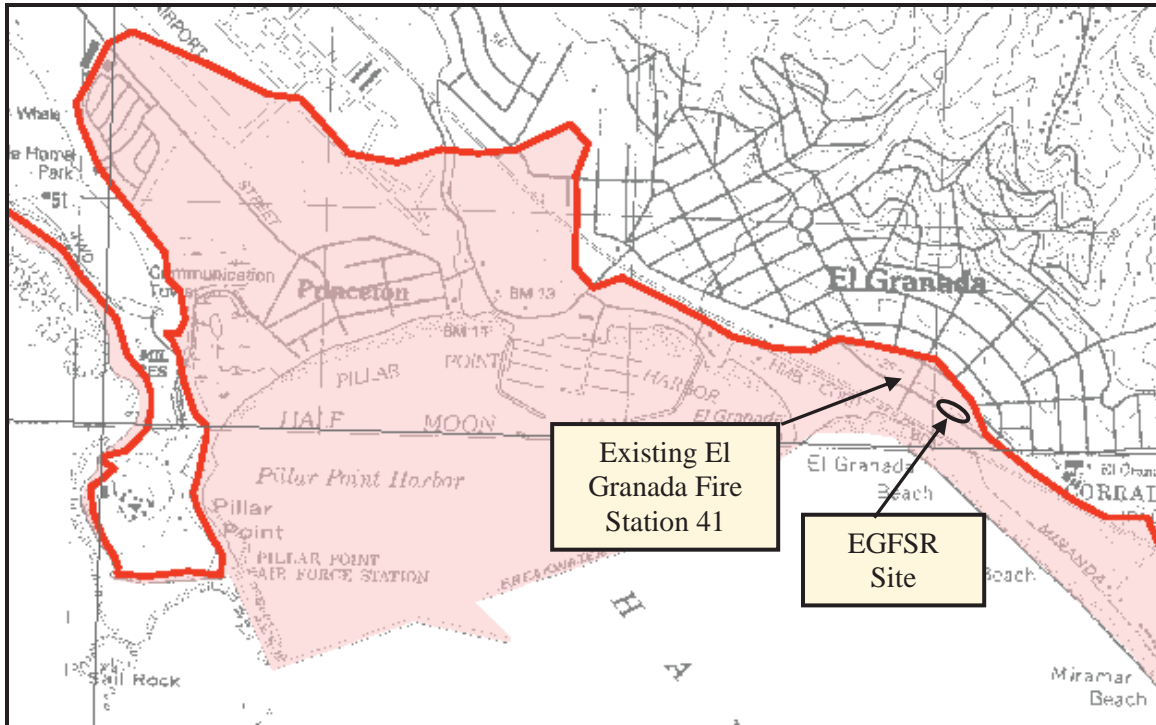 AIRPORT
STREET
Whale
Park
Communication
Princeton
BM 13
BM 11
El Granada
PILLAR POINT HARBOR
HALF MOON
El Granada
Pillar Point Harbor
Pillar
Point
PILLAR POINT
AIR FORCE STATION
BREAKWATER
Existing El
Granada Fire
Station 41
El Granada
Beach
EGFSR
Site
MIRANDA
Beach
H
A
Sail Rock
Miramar
Beach